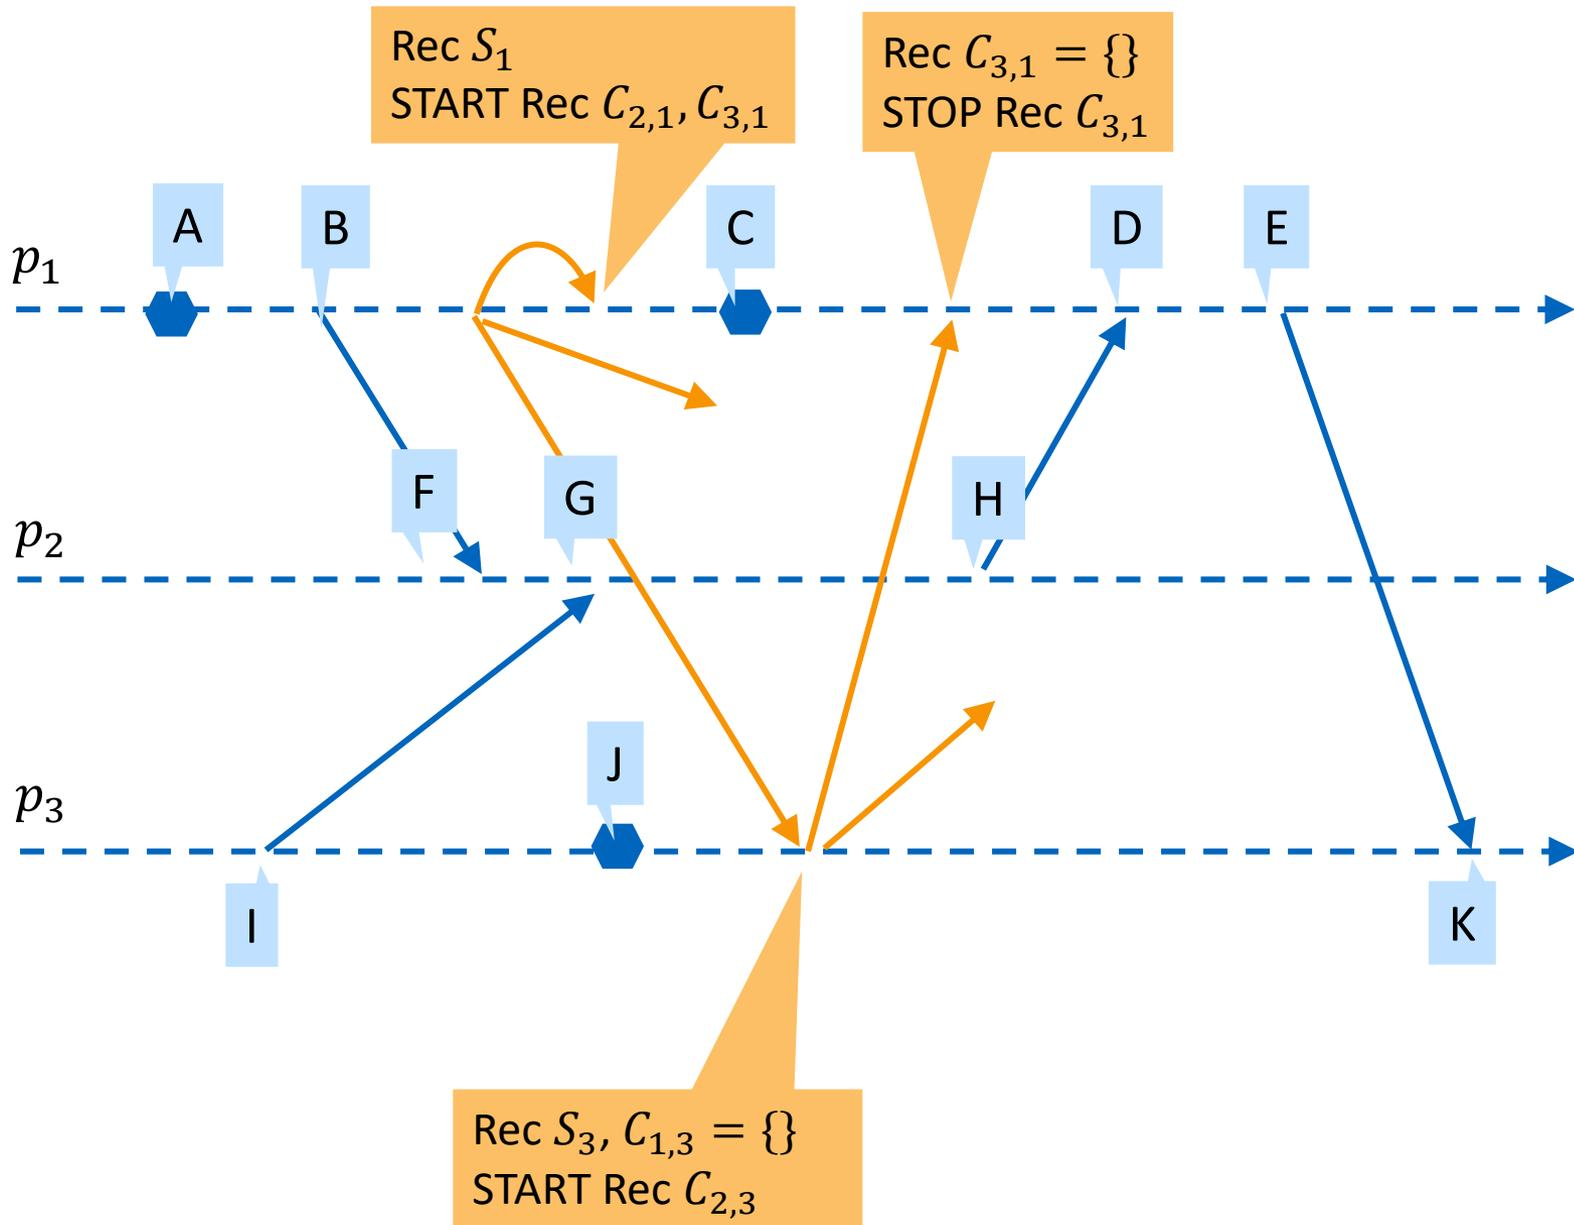 Rec S₁
START Rec C₂,₁, C₃,₁
Rec C₃,₁ = {}
STOP Rec C₃,₁
A
B
C
D
E
p₁
F
G
H
p₂
J
p₃
I
K
Rec S₃, C₁,₃ = {}
START Rec C₂,₃